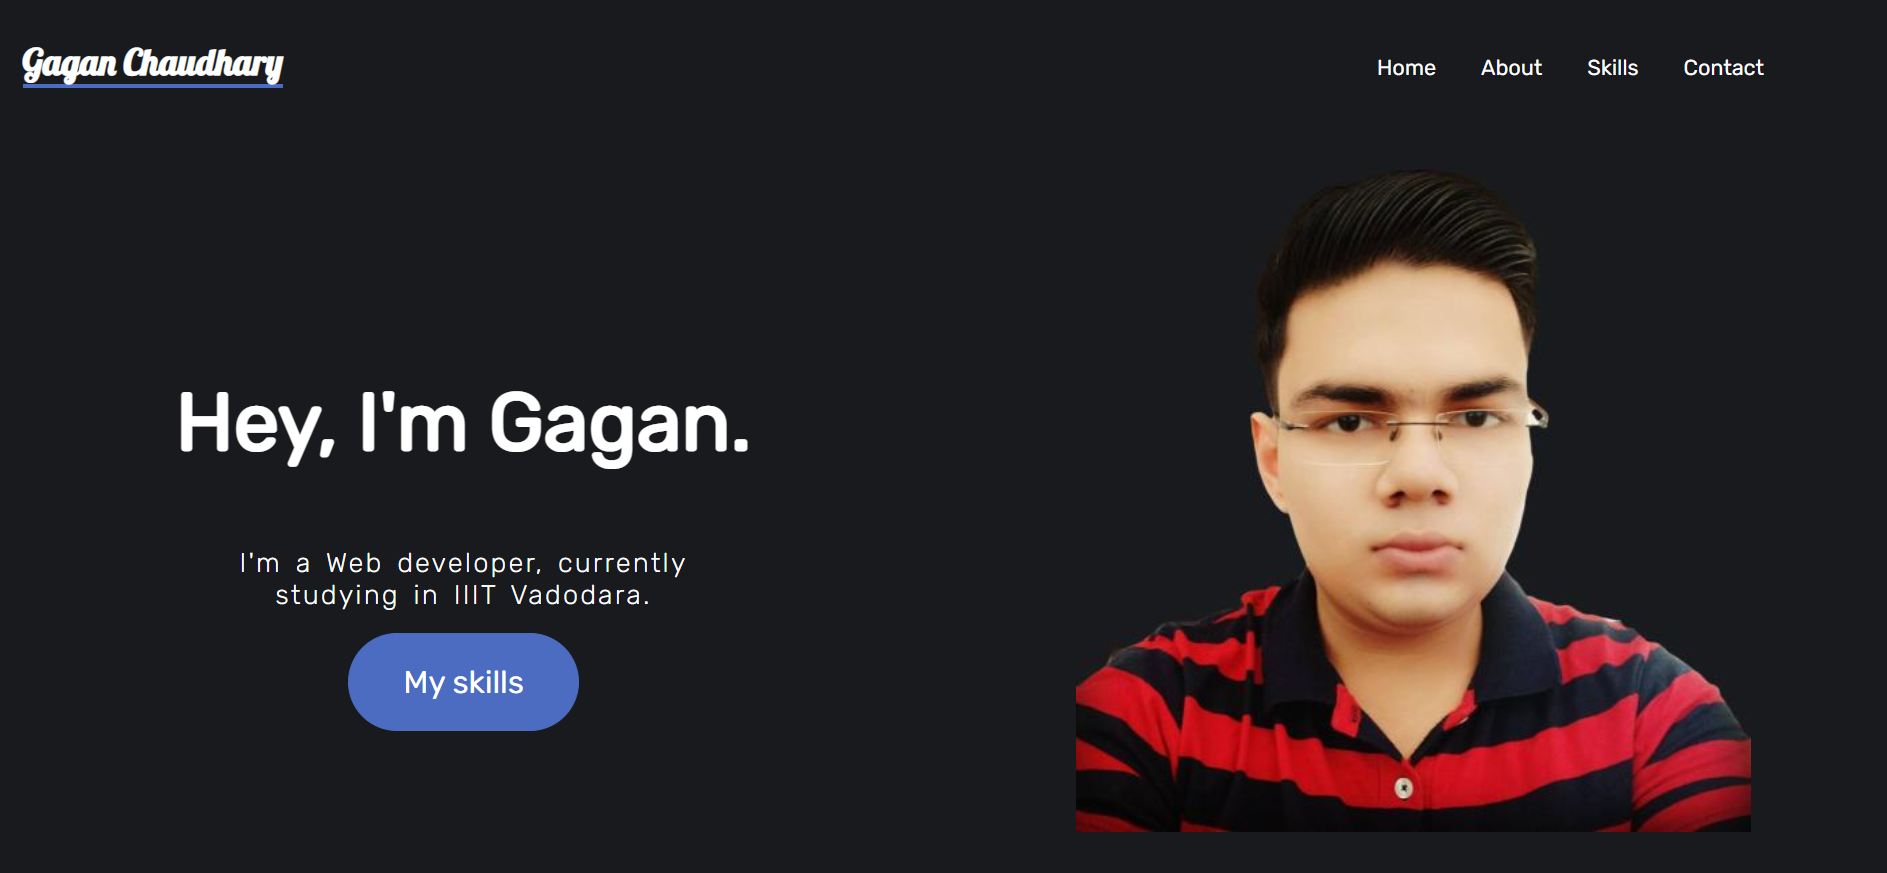 Gagan Chaudhary
Home About Skills Contact
Hey, I'm Gagan.
I'm a Web developer, currently
studying in IIIT Vadodara.
My skills